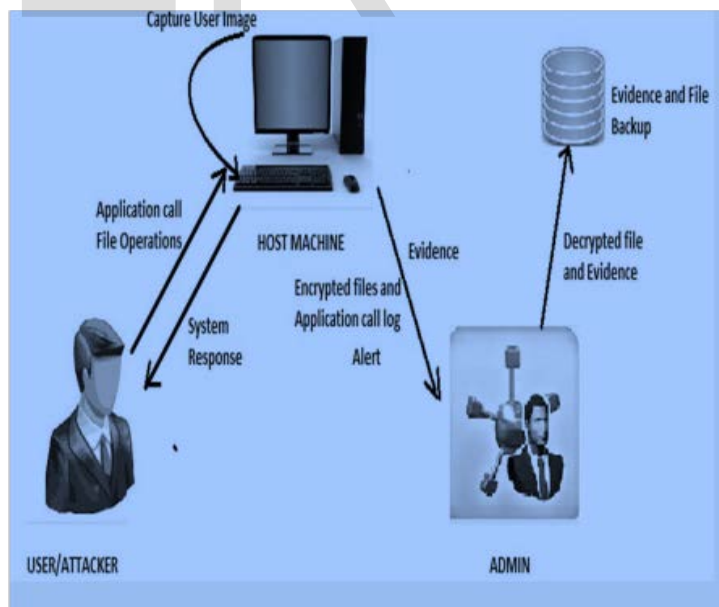 Capture User Image
Evidence and File
Backup
Application call
File Operations
HOST MACHINE
Evidence
Decrypted file
and Evidence
Encrypted files and
Application call log
Alert
System
Response
USER/ATTACKER
ADMIN